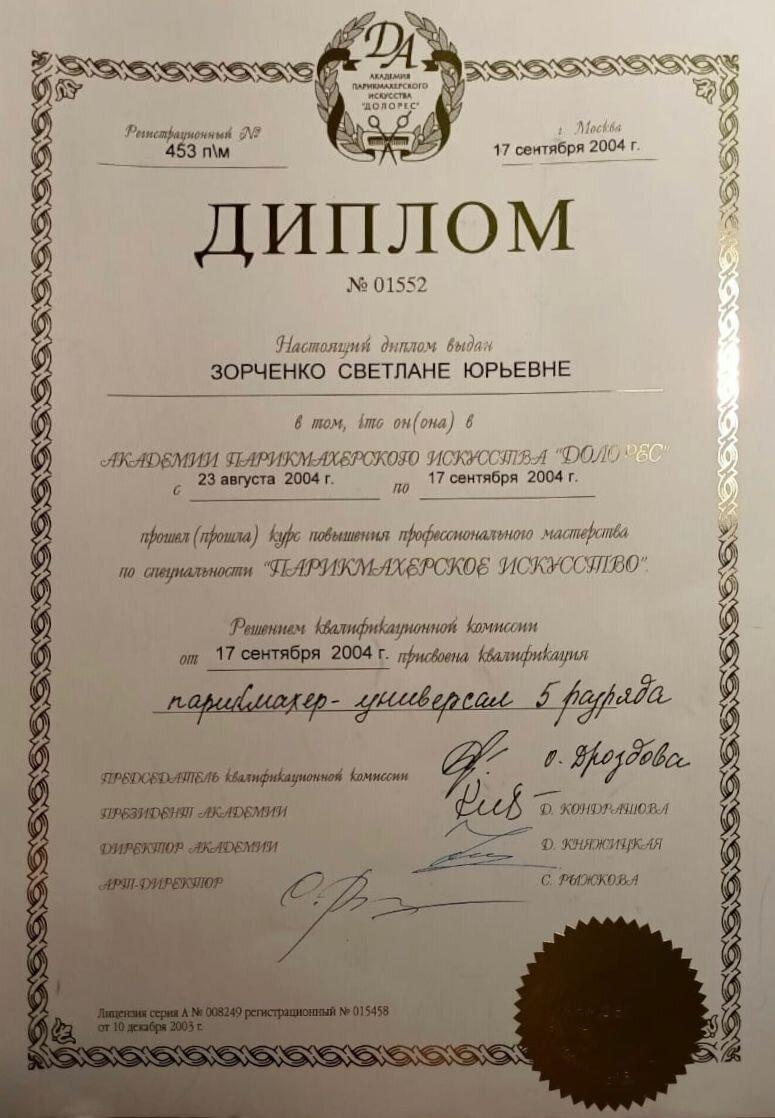 DA
АКАДЕМИЯ
ПАРИКМАХЕРСКОГО
ИСКУССТВА
"ДОЛОРЕС"
Регистрационный №
453 п\м
г. Москва
17 сентября 2004 г.
ДИПЛОМ
№ 01552
Настоящий диплом выдан
ЗОРЧЕНКО СВЕТЛАНЕ ЮРЬЕВНЕ
в том, что он(она) в
АКАДЕМИИ ПАРИКМАХЕРСКОГО ИСКУССТВА "ДОЛОРЕС"
с 23 августа 2004 г. по 17 сентября 2004 г.
прошел (прошла) курс повышения профессионального мастерства
по специальности "ПАРИКМАХЕРСКОЕ ИСКУССТВО".
Решением квалификационной комиссии
от 17 сентября 2004 г. присвоена квалификация
парикмахер- универсал 5 разряда
ПРЕДСЕДАТЕЛЬ квалификационной комиссии о. Дроздова
ПРЕЗИДЕНТ АКАДЕМИИ Д. КОНДРАШОВА
ДИРЕКТОР АКАДЕМИИ Д. КНЯЖИЦКАЯ
АРТ-ДИРЕКТОР С. РЫЖКОВА
Лицензия серия А № 008249 регистрационный № 015458
от 10 декабря 2003 г.